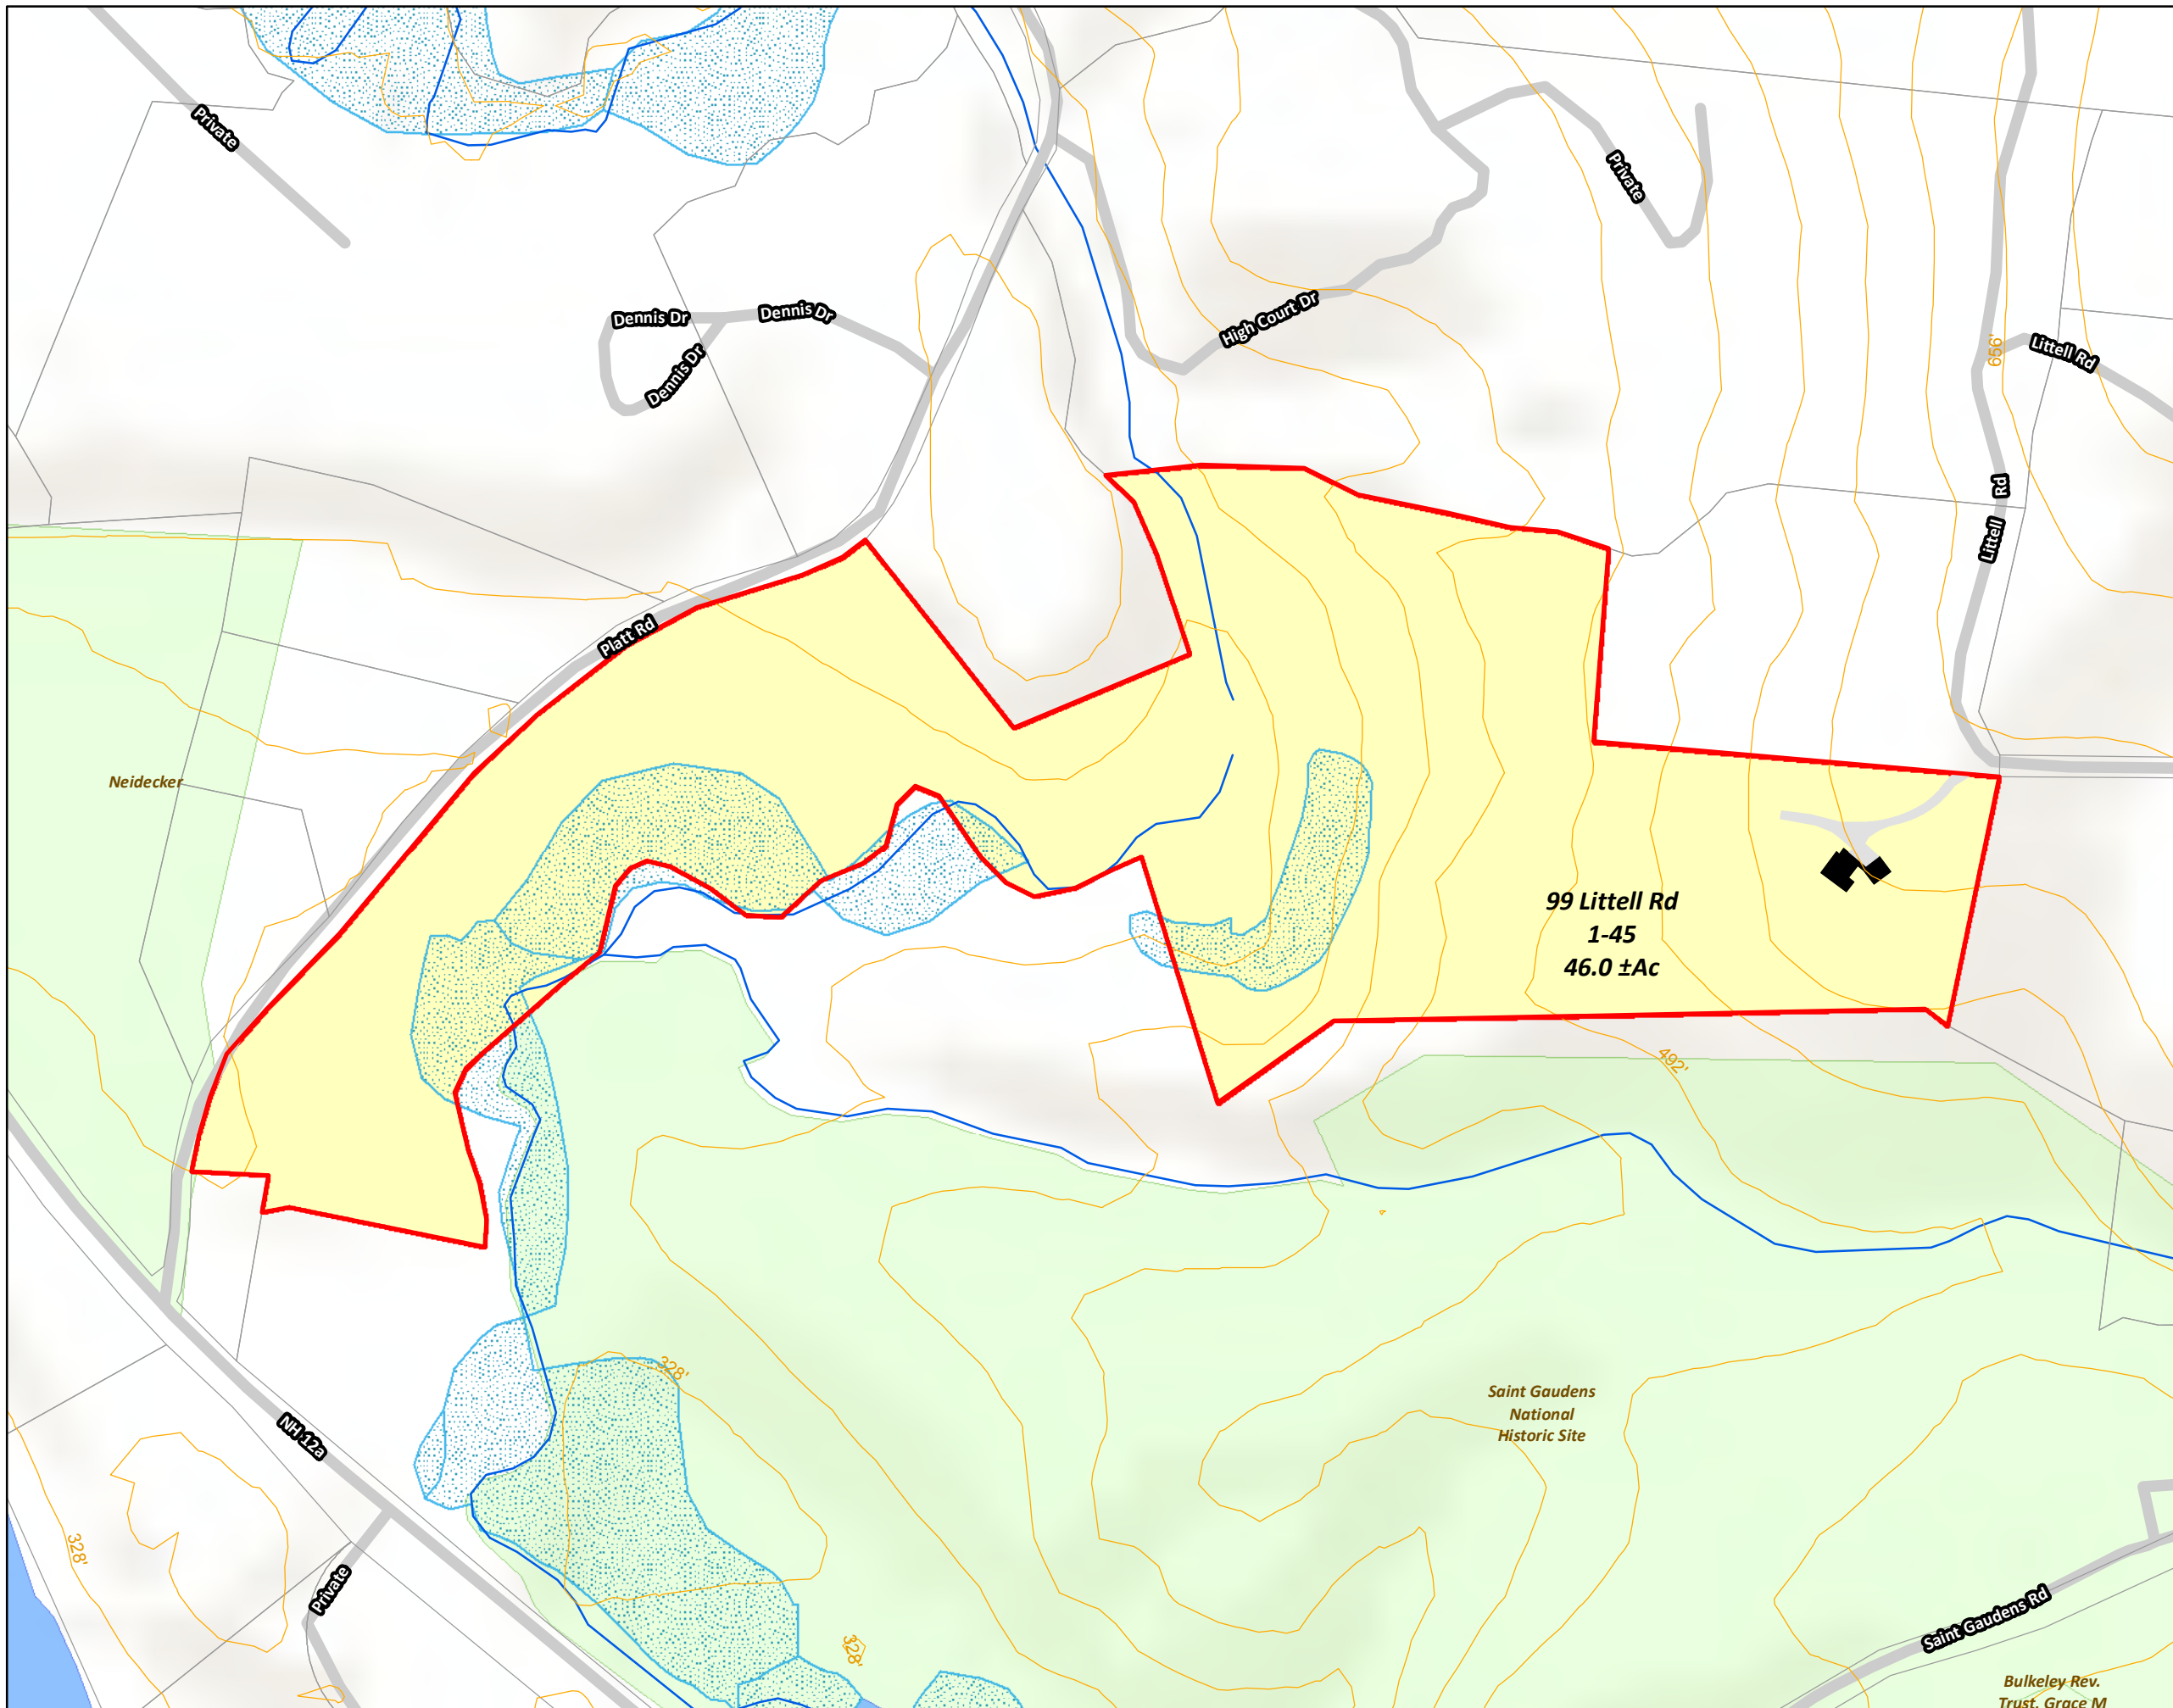 Private
Private
Dennis Dr
Dennis Dr
Dennis Dr
High Court Dr
656'
Littell Rd
Rd
Littell
Platt Rd
Neidecker
99 Littell Rd
1-45
46.0 ±Ac
492'
328'
Saint Gaudens
National
Historic Site
NH 12a
328'
Private
328'
Saint Gaudens Rd
Bulkeley Rev.
Trust, Grace M